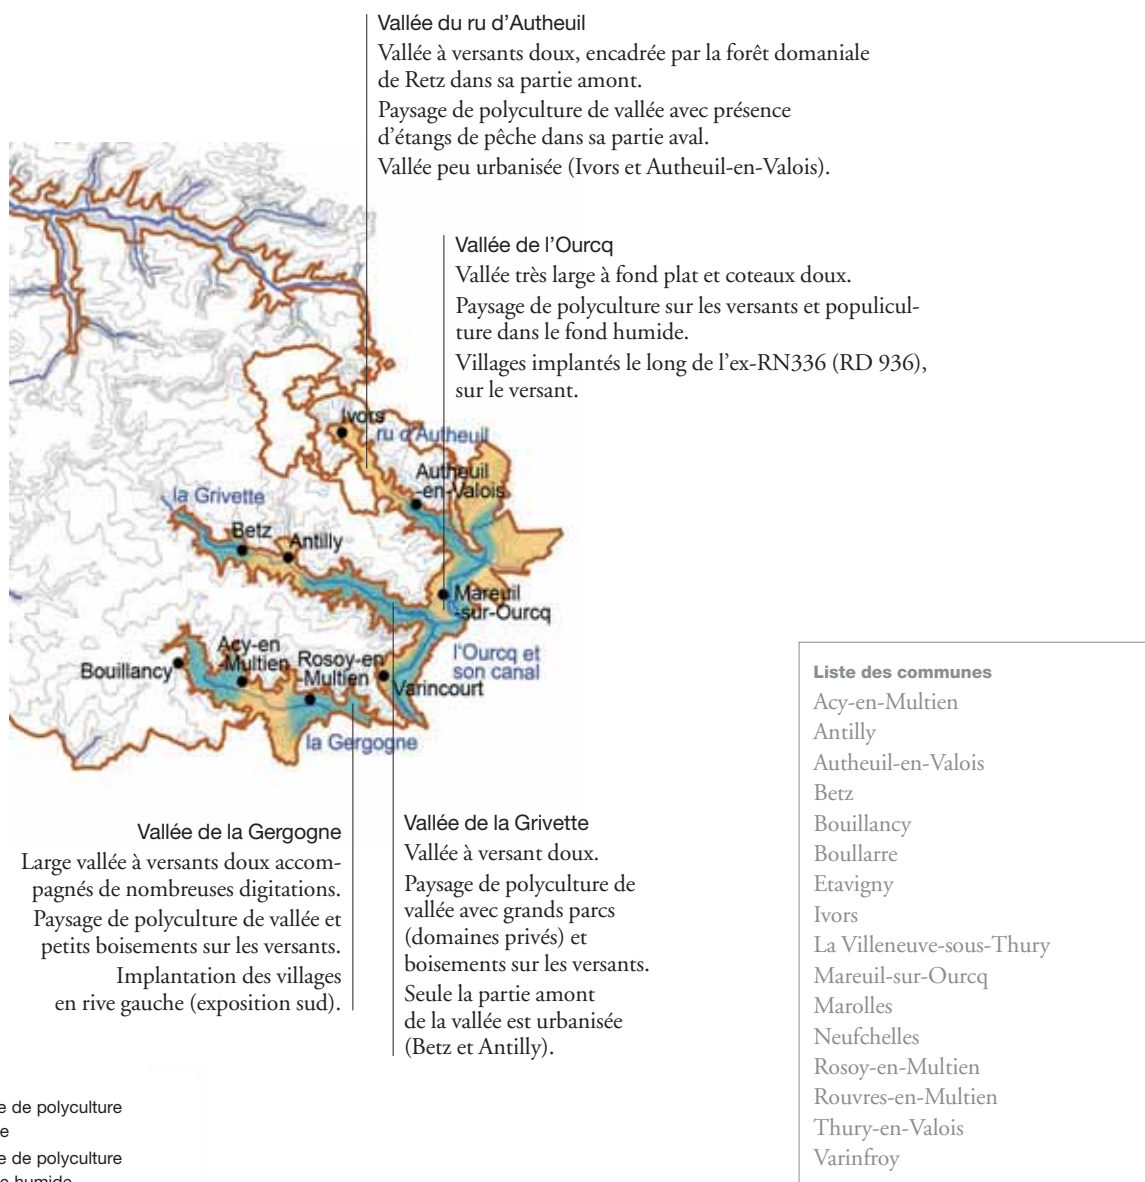 Vallée du ru d’Autheuil
Vallée à versants doux, encadrée par la forêt domaniale
de Retz dans sa partie amont.
Paysage de polyculture de vallée avec présence
d’étangs de pêche dans sa partie aval.
Vallée peu urbanisée (Ivors et Autheuil-en-Valois).
Vallée de l’Ourcq
Vallée très large à fond plat et coteaux doux.
Paysage de polyculture sur les versants et populicul-
ture dans le fond humide.
Villages implantés le long de l’ex-RN336 (RD 936),
sur le versant.
Ivors
ru d'Autheuil
Autheuil
-en-Valois
la Grivette
Betz
Antilly
Mareuil
-sur-Ourcq
Acy-en
-Multien
Rosoy-en
-Multien
Bouillancy
Varincourt
l'Ourcq et
son canal
la Gergogne
Vallée de la Gergogne
Large vallée à versants doux accom-
pagnés de nombreuses digitations.
Paysage de polyculture de vallée et
petits boisements sur les versants.
Implantation des villages
en rive gauche (exposition sud).
Vallée de la Grivette
Vallée à versant doux.
Paysage de polyculture de
vallée avec grands parcs
(domaines privés) et
boisements sur les versants.
Seule la partie amont
de la vallée est urbanisée
(Betz et Antilly).
Liste des communes
Acy-en-Multien
Antilly
Autheuil-en-Valois
Betz
Bouillancy
Boullarre
Etavigny
Ivors
La Villeneuve-sous-Thury
Mareuil-sur-Ourcq
Marolles
Neufchelles
Rosoy-en-Multien
Rouvres-en-Multien
Thury-en-Valois
Varinfroy
e de polyculture
e
e de polyculture
e humide